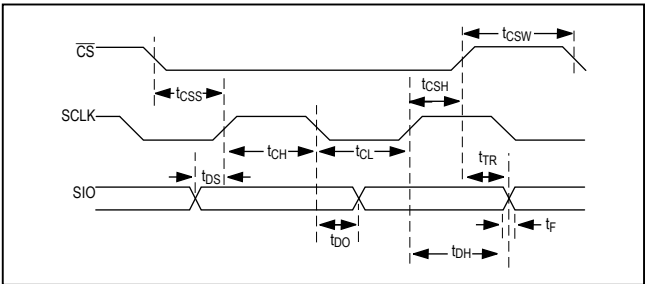 CS
tCSW
tCSS
tCSH
SCLK
tCH
tCL
tTR
tDS
SIO
tDO
tDH
tF